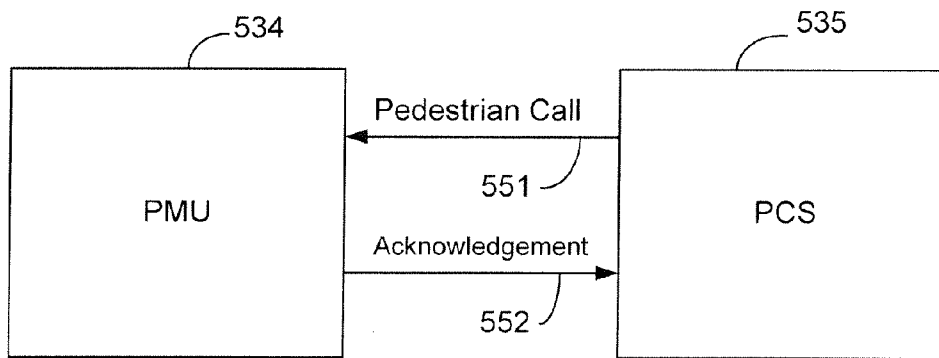 534
535
Pedestrian Call
551
PMU
PCS
Acknowledgement
552